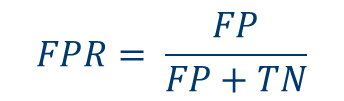 FPR = FP / FP + TN